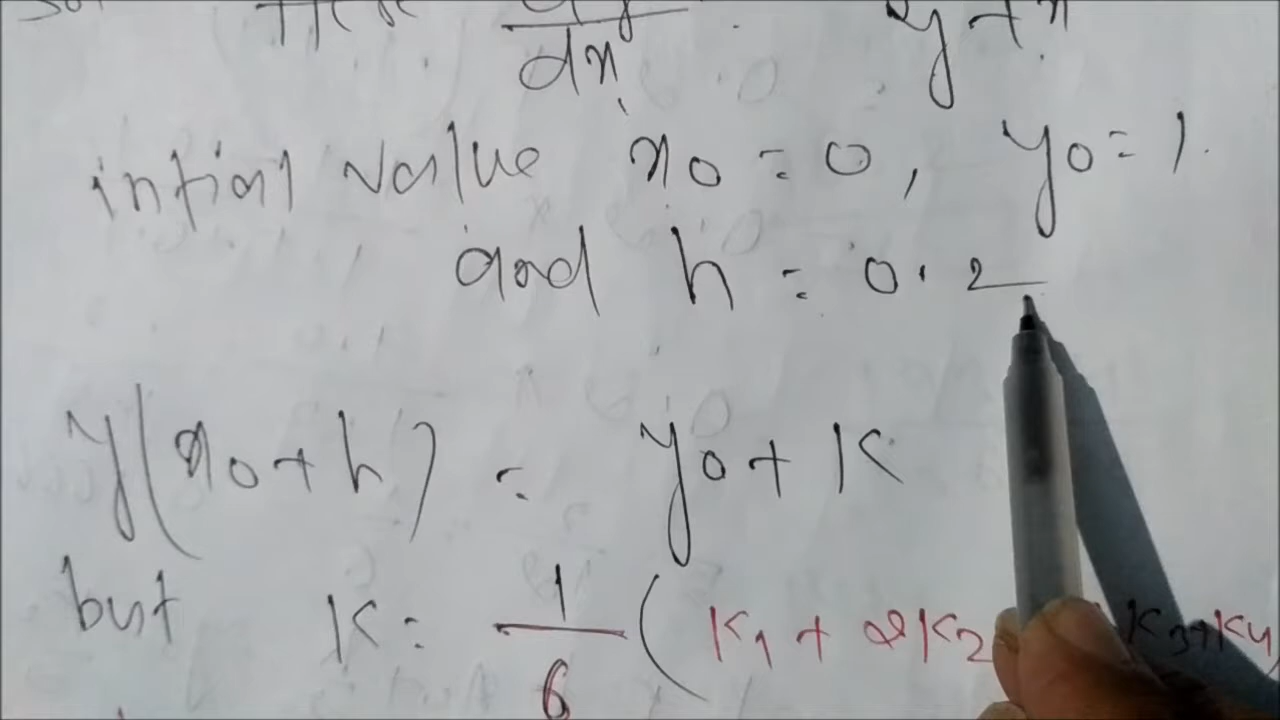 dy
dx y + x
intial value x0 = 0, y0 = 1.
and h = 0.2
y(x0 + h) = y0 + K
but K = 1/6 ( K1 + 2K2 K3 + K4